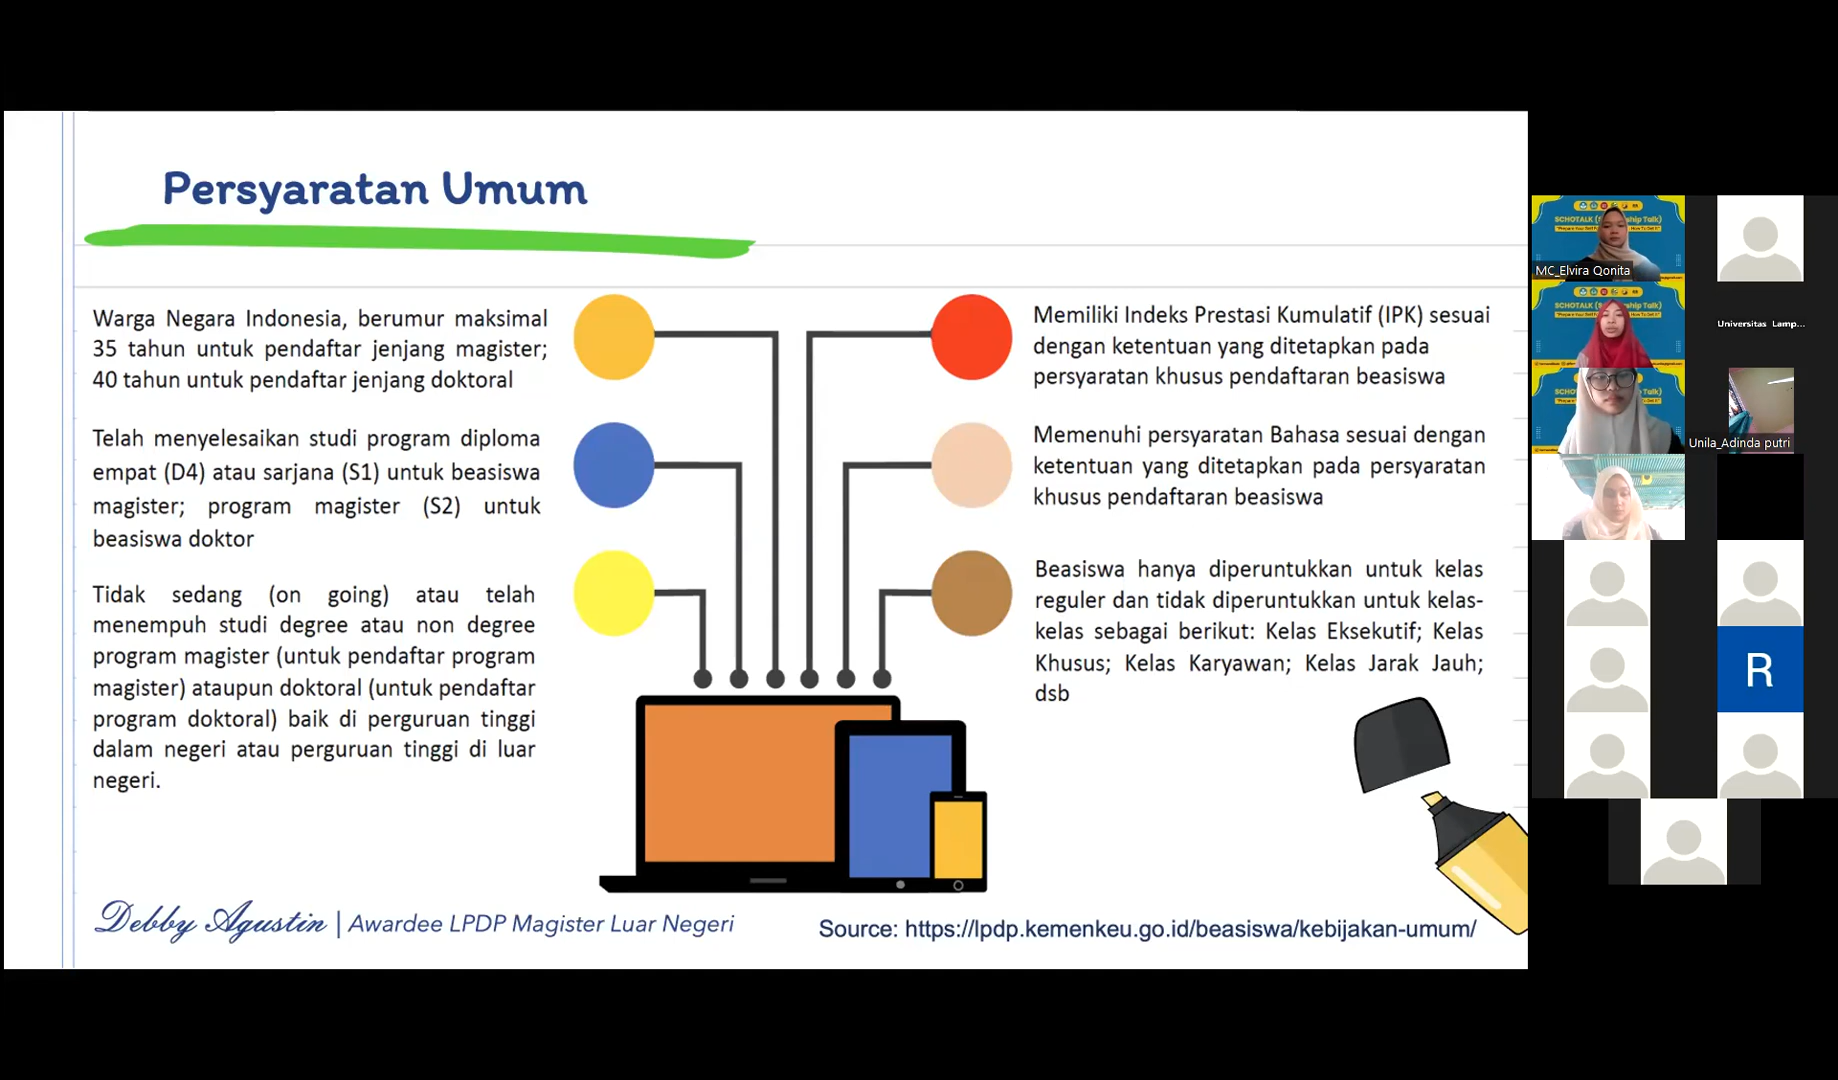 Persyaratan Umum
Warga Negara Indonesia, berumur maksimal
35 tahun untuk pendaftar jenjang magister;
40 tahun untuk pendaftar jenjang doktoral
Telah menyelesaikan studi program diploma
empat (D4) atau sarjana (S1) untuk beasiswa
magister; program magister (S2) untuk
beasiswa doktor
Tidak sedang (on going) atau telah
menempuh studi degree atau non degree
program magister (untuk pendaftar program
magister) ataupun doktoral (untuk pendaftar
program doktoral) baik di perguruan tinggi
dalam negeri atau perguruan tinggi di luar
negeri.
Memiliki Indeks Prestasi Kumulatif (IPK) sesuai
dengan ketentuan yang ditetapkan pada
persyaratan khusus pendaftaran beasiswa
Memenuhi persyaratan Bahasa sesuai dengan
ketentuan yang ditetapkan pada persyaratan
khusus pendaftaran beasiswa
Beasiswa hanya diperuntukkan untuk kelas
reguler dan tidak diperuntukkan untuk kelas-
kelas sebagai berikut: Kelas Eksekutif; Kelas
Khusus; Kelas Karyawan; Kelas Jarak Jauh;
dsb
Debby Agustin | Awardee LPDP Magister Luar Negeri
Source: https://lpdp.kemenkeu.go.id/beasiswa/kebijakan-umum/
MC_Elvira Qonita
Universitas Lamp...
Unila_Adinda putri
R